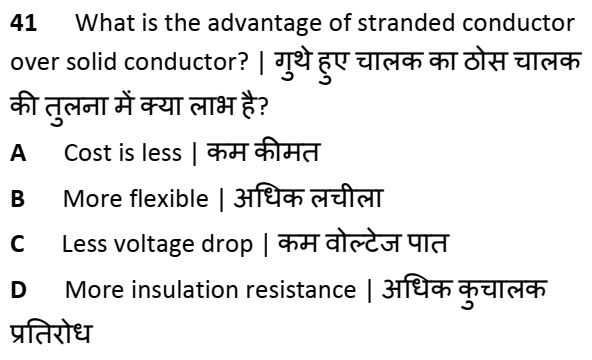 41 What is the advantage of stranded conductor
over solid conductor? | गुथे हुए चालक का ठोस चालक
की तुलना में क्या लाभ है?
A Cost is less | कम कीमत
B More flexible | अधिक लचीला
C Less voltage drop | कम वोल्टेज पात
D More insulation resistance | अधिक कुचालक
प्रतिरोध